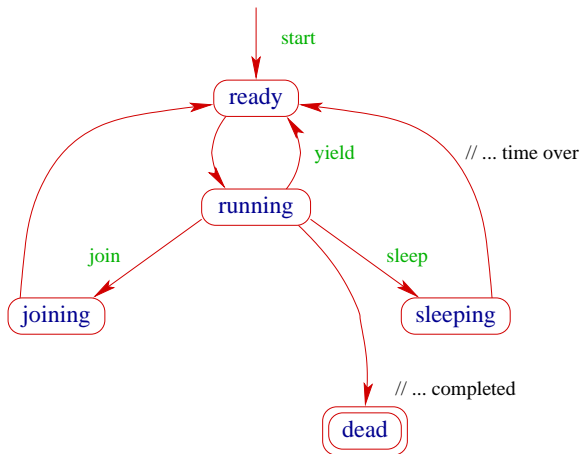 start
ready
yield
// ... time over
running
join
sleep
joining
sleeping
// ... completed
dead